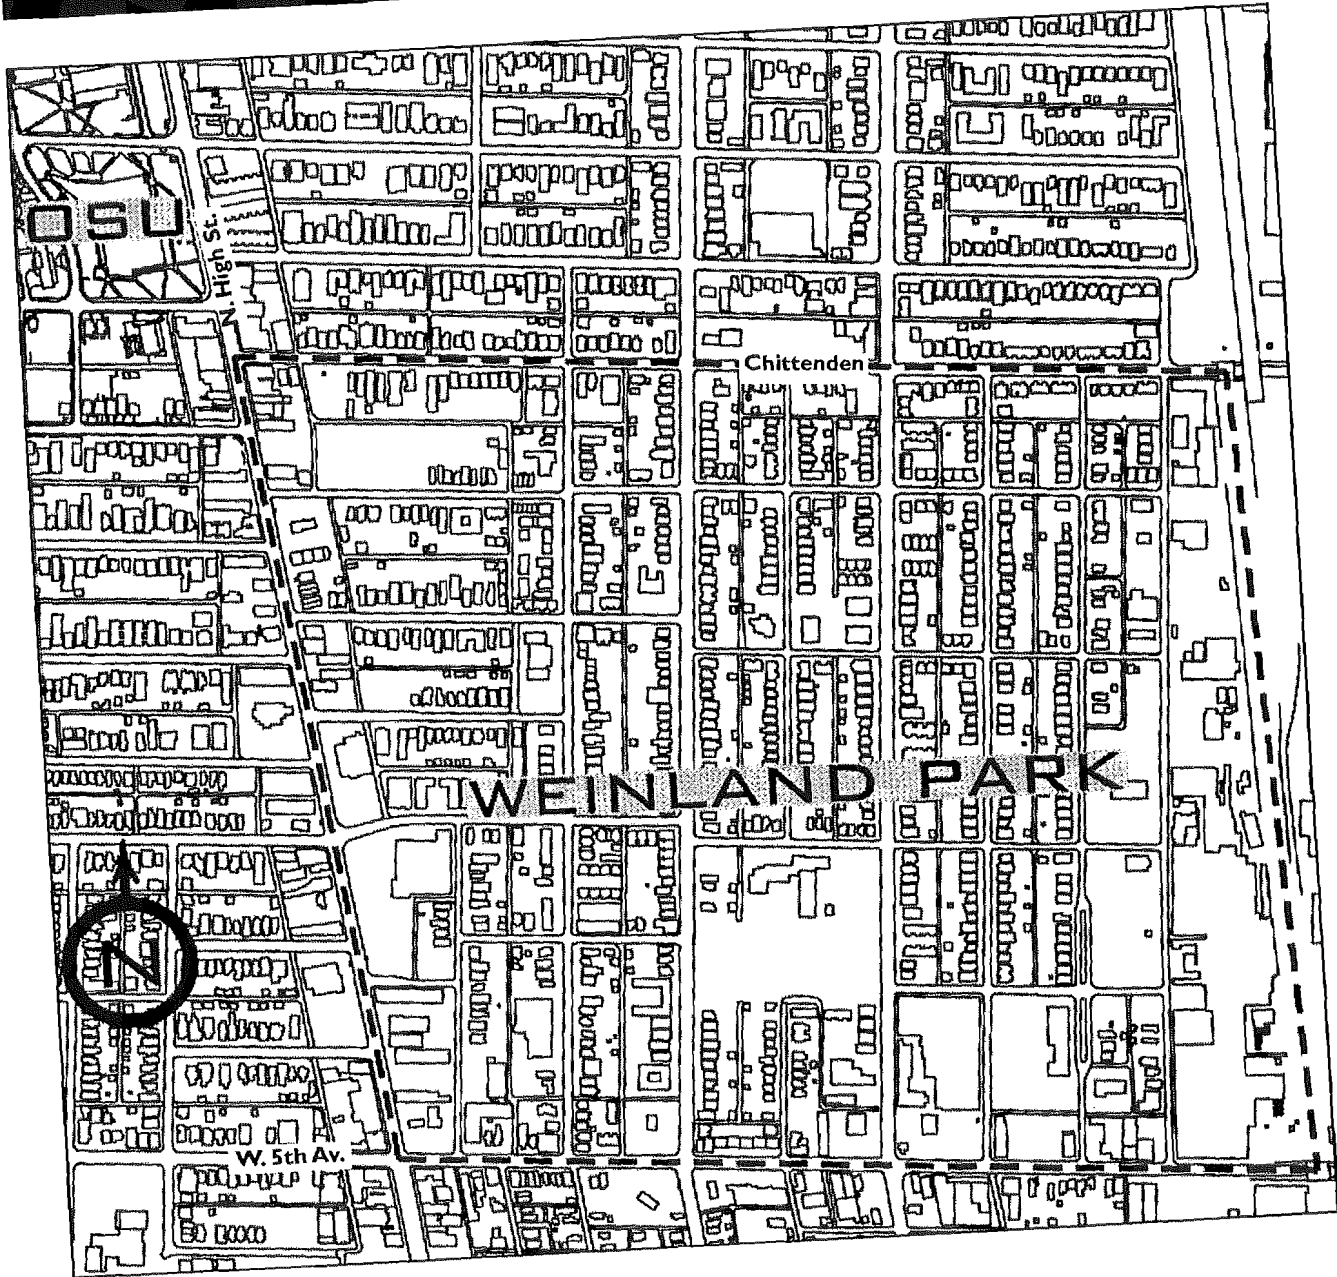 OSU
N. High St.
Chittenden
WEINLAND PARK
N
W. 5th Av.